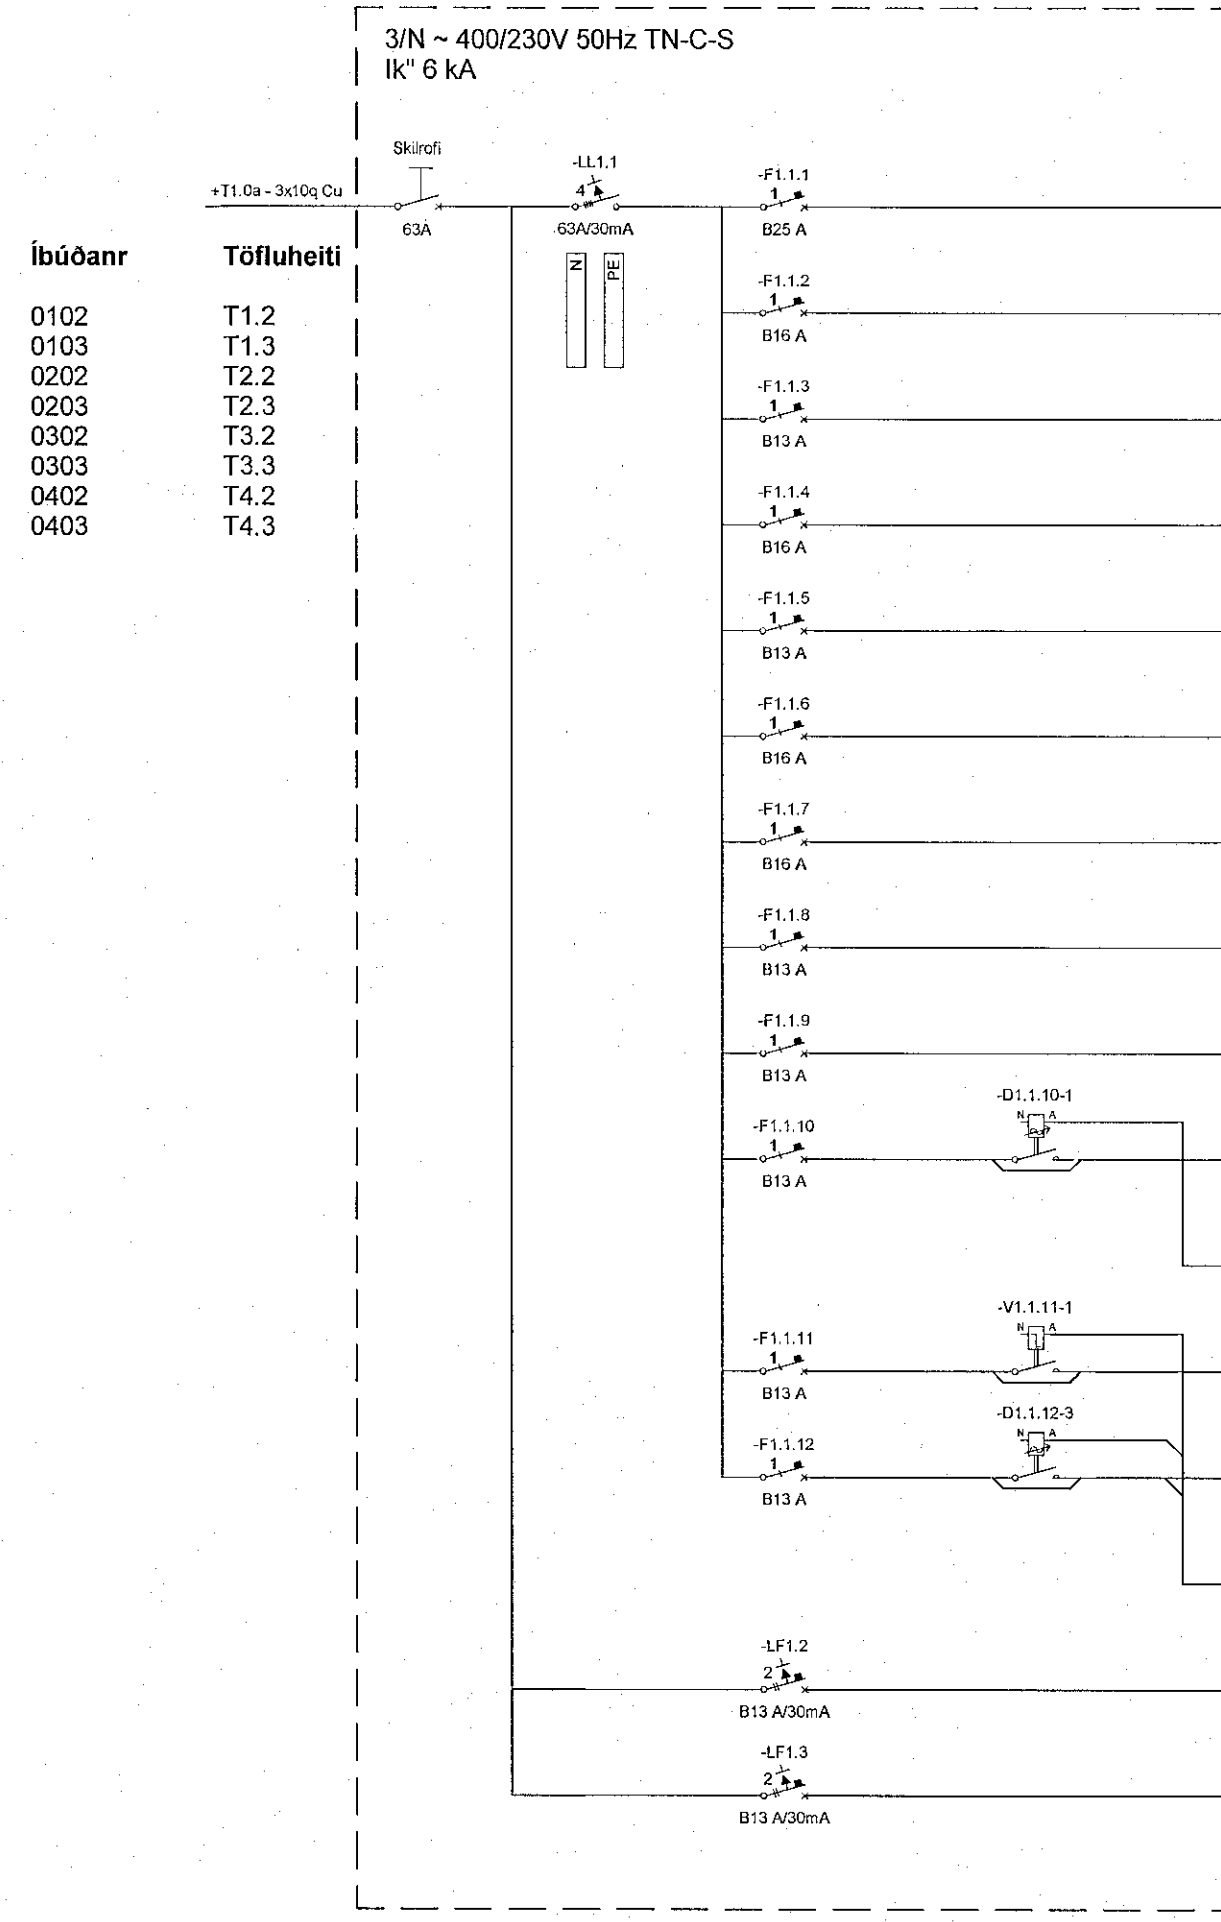 3/N ~ 400/230V 50Hz TN-C-S
Ik" 6 kA
Skilrofi
-LL1.1
-F1.1.1
4
1
+T1.0a - 3x10q Cu
63A
63A/30mA
B25 A
Íbúðanr Töfluheiti
N
PE
0102 T1.2
0103 T1.3
0202 T2.2
0203 T2.3
0302 T3.2
0303 T3.3
0402 T4.2
0403 T4.3
-F1.1.2
1
B16 A
-F1.1.3
1
B13 A
-F1.1.4
1
B16 A
-F1.1.5
1
B13 A
-F1.1.6
1
B16 A
-F1.1.7
1
B16 A
-F1.1.8
1
B13 A
-F1.1.9
1
B13 A
-D1.1.10-1
N A
-F1.1.10
1
B13 A
-V1.1.11-1
N A
-F1.1.11
1
B13 A
-D1.1.12-3
N A
-F1.1.12
1
B13 A
-LF1.2
2
B13 A/30mA
-LF1.3
2
B13 A/30mA